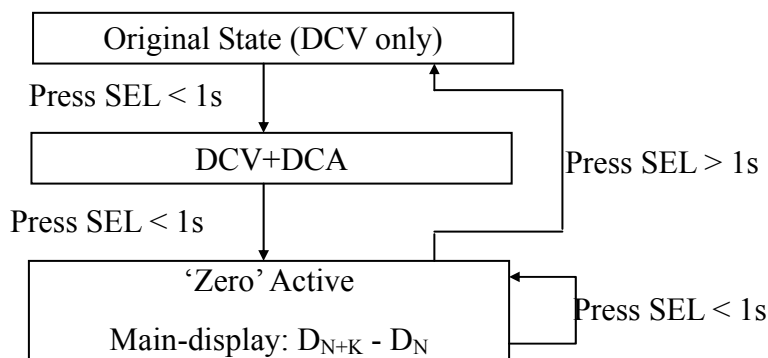 Original State (DCV only)
Press SEL < 1s
DCV+DCA
Press SEL > 1s
Press SEL < 1s
‘Zero’ Active
Main-display: D_{N+K} - D_N
Press SEL < 1s